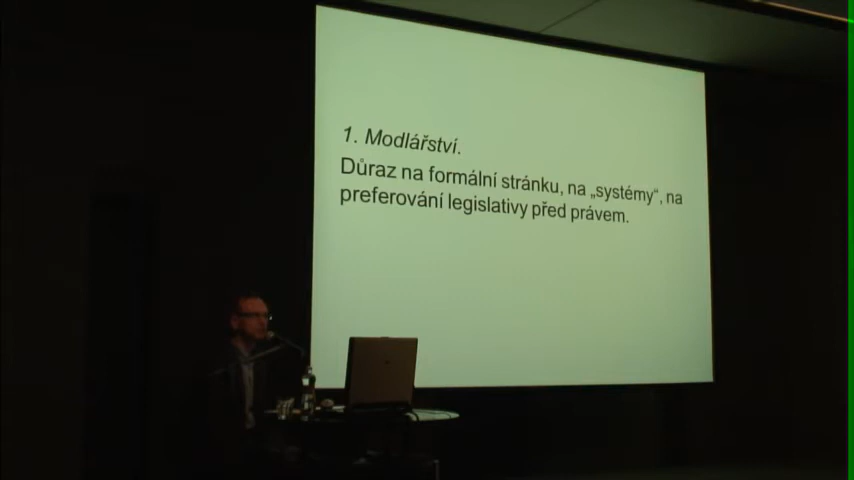 1. Modlářství.
Důraz na formální stránku, na „systémy“, na
preferování legislativy před právem.